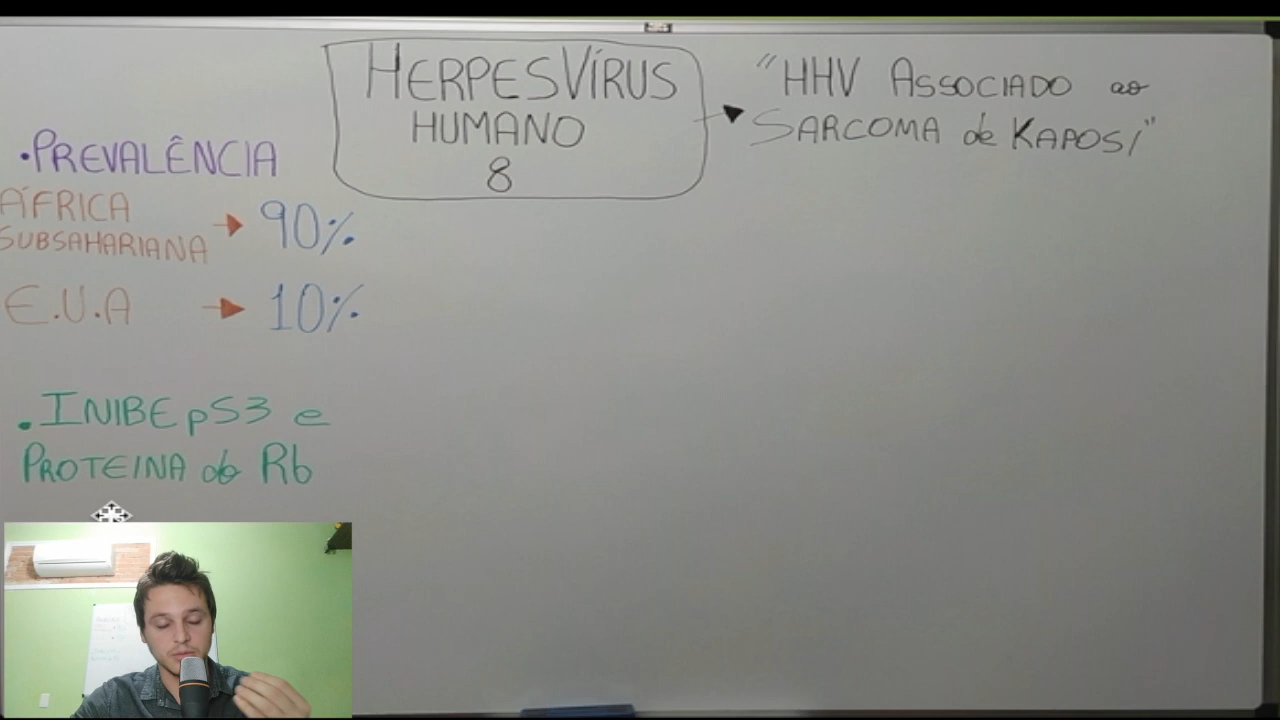 HERPESVÍRUS
HUMANO
8
"HHV ASSOCIADO ao
SARCOMA de KAPOSI"
•PREVALÊNCIA
ÁFRICA
SUBSAHARIANA → 90%
E.U.A → 10%
•INIBE p53 e
PROTEINA do Rb